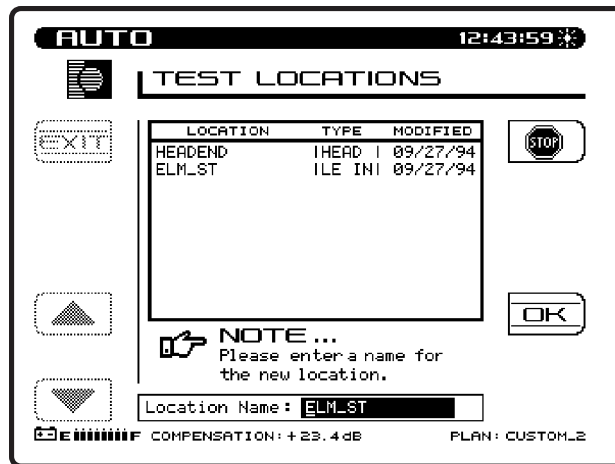 AUTO 12:43:59
TEST LOCATIONS
EXIT
STOP
LOCATION TYPE MODIFIED
HEADEND |HEAD | 09/27/94
ELM_ST |LE IN| 09/27/94
OK
NOTE...
Please enter a name for
the new location.
Location Name: ELM_ST
E F COMPENSATION:+23.4dB PLAN: CUSTOM_2